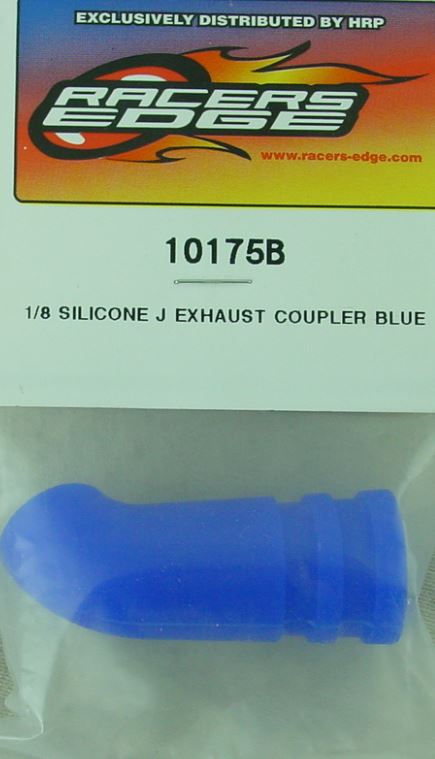 EXCLUSIVELY DISTRIBUTED BY HRP
RACERS
EDGE
www.racers-edge.com
10175B
1/8 SILICONE J EXHAUST COUPLER BLUE